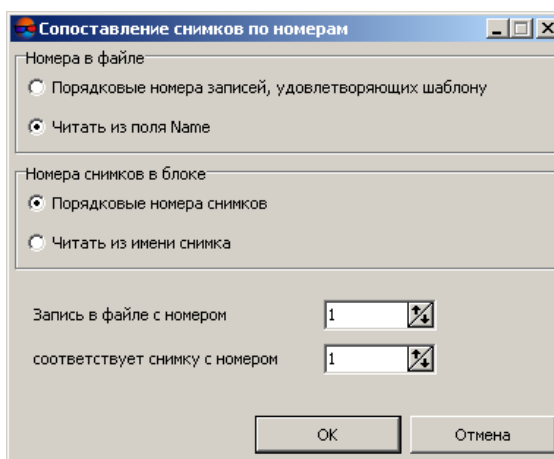 Сопоставление снимков по номерам
Номера в файле
Порядковые номера записей, удовлетворяющих шаблону
Читать из поля Name
Номера снимков в блоке
Порядковые номера снимков
Читать из имени снимка
Запись в файле с номером 1
соответствует снимку с номером 1
OK Отмена